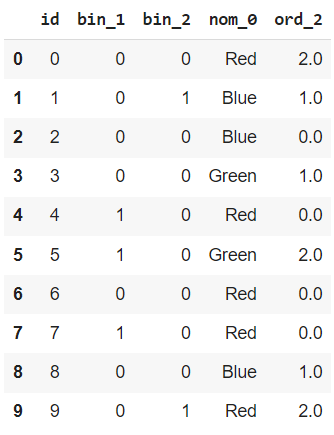 id bin_1 bin_2 nom_0 ord_2
0 0 0 0 Red 2.0
1 1 0 1 Blue 1.0
2 2 0 0 Blue 0.0
3 3 0 0 Green 1.0
4 4 1 0 Red 0.0
5 5 1 0 Green 2.0
6 6 0 0 Red 0.0
7 7 1 0 Red 0.0
8 8 0 0 Blue 1.0
9 9 0 1 Red 2.0